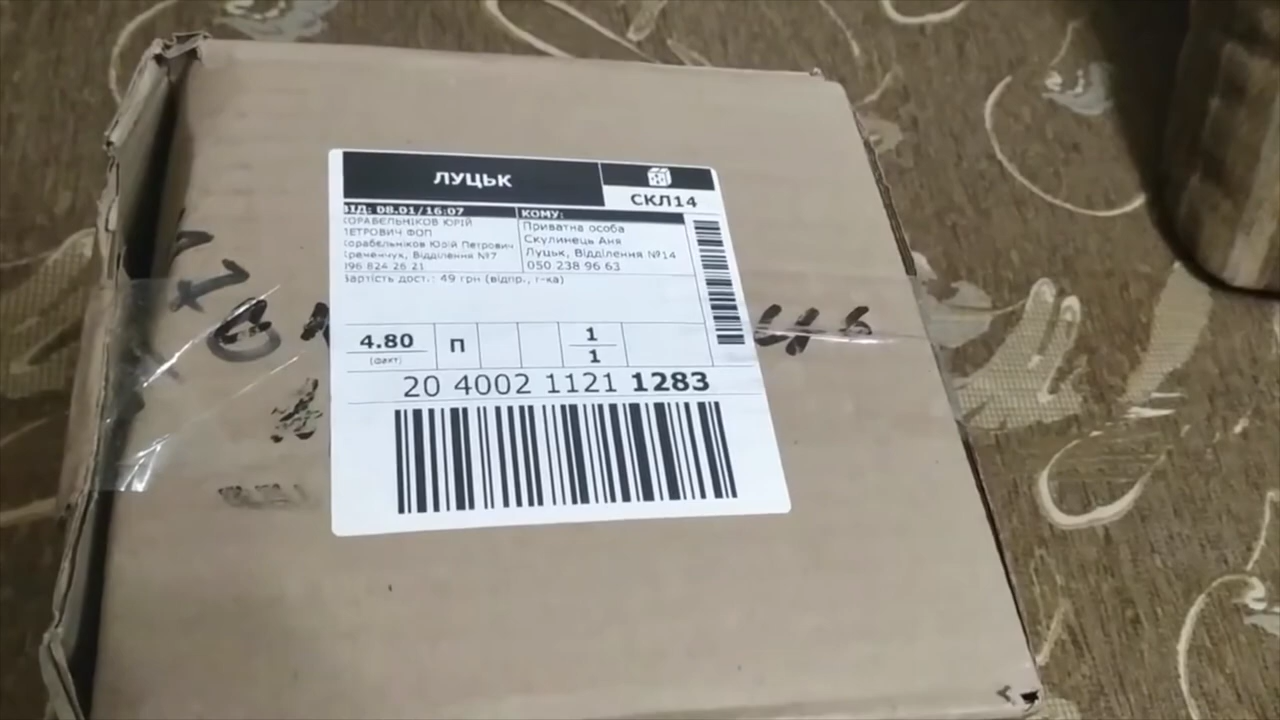 ЛУЦЬК
СКЛ14
ВІД: 08.01/16:07
КОРАБЄЛЬНІКОВ ЮРІЙ
ПЕТРОВИЧ ФОП
Корабєльніков Юрій Петрович
Кременчук, Відділення №7
096 824 26 21
КОМУ:
Приватна особа
Скулинець Аня
Луцьк, Відділення №14
050 238 96 63
Вартість дост.: 49 грн (відпр., г-ка)
4.80
(факт)
П
1
1
20 4002 1121 1283